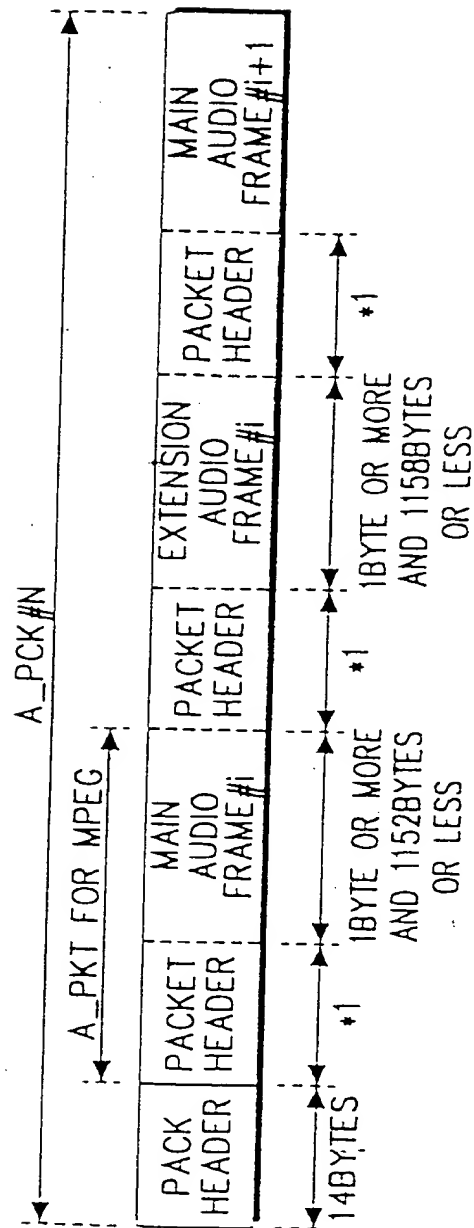 A_PCK#N
A_PKT FOR MPEG
PACK
HEADER
PACKET
HEADER
MAIN
AUDIO
FRAME#i
PACKET
HEADER
EXTENSION
AUDIO
FRAME#i
PACKET
HEADER
MAIN
AUDIO
FRAME#i+1
14BYTES
*1
1BYTE OR MORE
AND 1152BYTES
OR LESS
*1
1BYTE OR MORE
AND 1158BYTES
OR LESS
*1